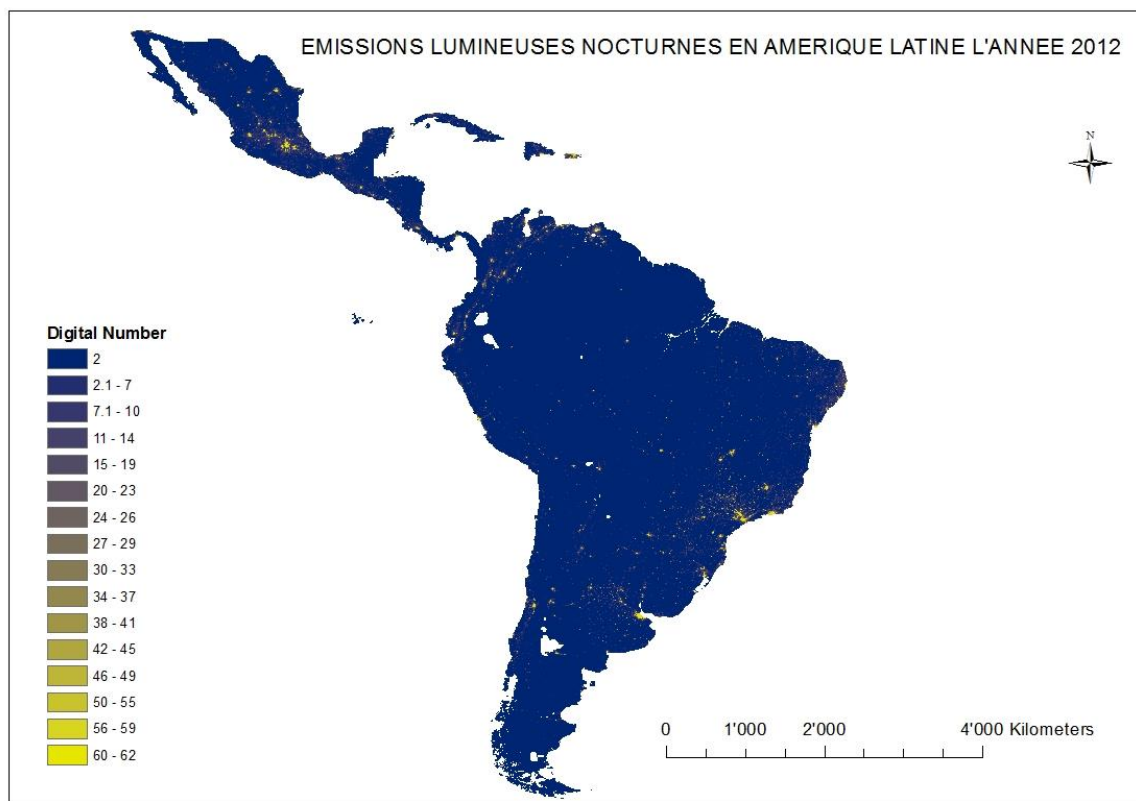 EMISSIONS LUMINEUSES NOCTURNES EN AMERIQUE LATINE L'ANNEE 2012
N
Digital Number
2
2.1 - 7
7.1 - 10
11 - 14
15 - 19
20 - 23
24 - 26
27 - 29
30 - 33
34 - 37
38 - 41
42 - 45
46 - 49
50 - 55
56 - 59
60 - 62
0 1'000 2'000 4'000 Kilometers